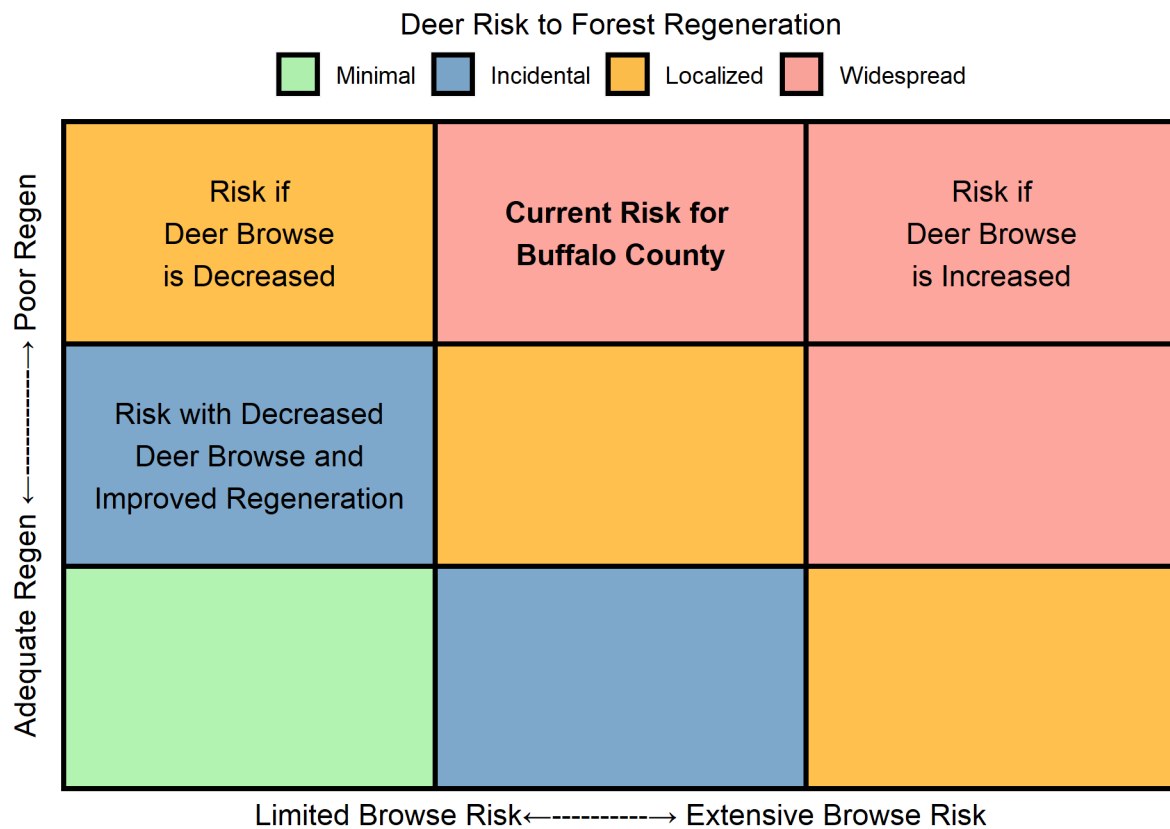 Deer Risk to Forest Regeneration
Minimal Incidental Localized Widespread
Risk if
Deer Browse
is Decreased
Current Risk for
Buffalo County
Risk if
Deer Browse
is Increased
Risk with Decreased
Deer Browse and
Improved Regeneration
Adequate Regen ←-----------→ Poor Regen
Limited Browse Risk←----------→ Extensive Browse Risk